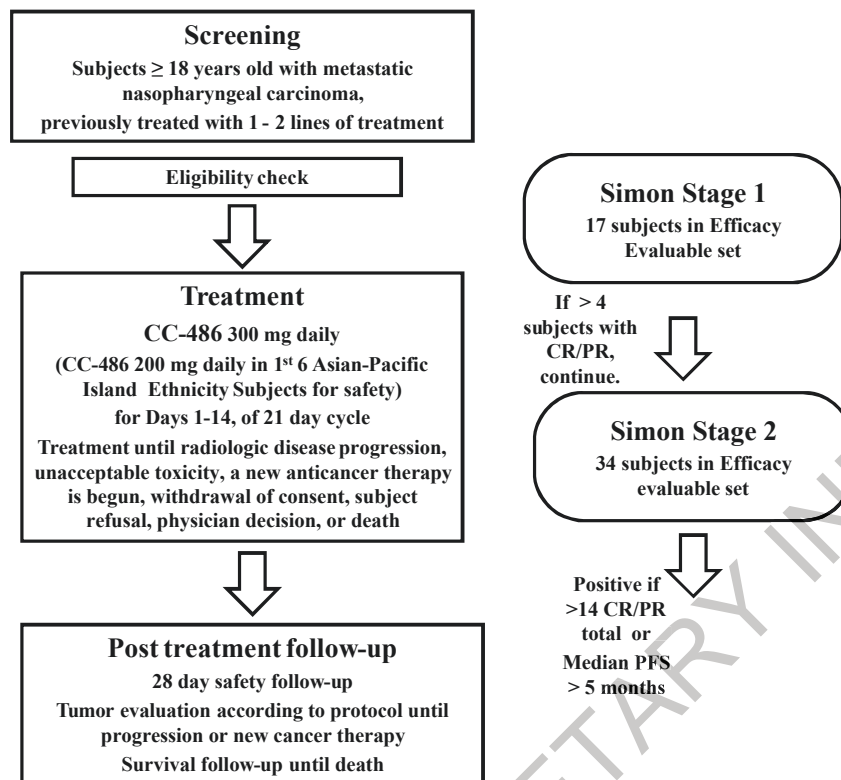 Screening
Subjects ≥ 18 years old with metastatic
nasopharyngeal carcinoma,
previously treated with 1 - 2 lines of treatment
Eligibility check
Treatment
CC-486 300 mg daily
(CC-486 200 mg daily in 1st 6 Asian-Pacific
Island Ethnicity Subjects for safety)
for Days 1-14, of 21 day cycle
Treatment until radiologic disease progression,
unacceptable toxicity, a new anticancer therapy
is begun, withdrawal of consent, subject
refusal, physician decision, or death
Post treatment follow-up
28 day safety follow-up
Tumor evaluation according to protocol until
progression or new cancer therapy
Survival follow-up until death
Simon Stage 1
17 subjects in Efficacy
Evaluable set
If > 4
subjects with
CR/PR,
continue.
Simon Stage 2
34 subjects in Efficacy
evaluable set
Positive if
>14 CR/PR
total or
Median PFS
> 5 months